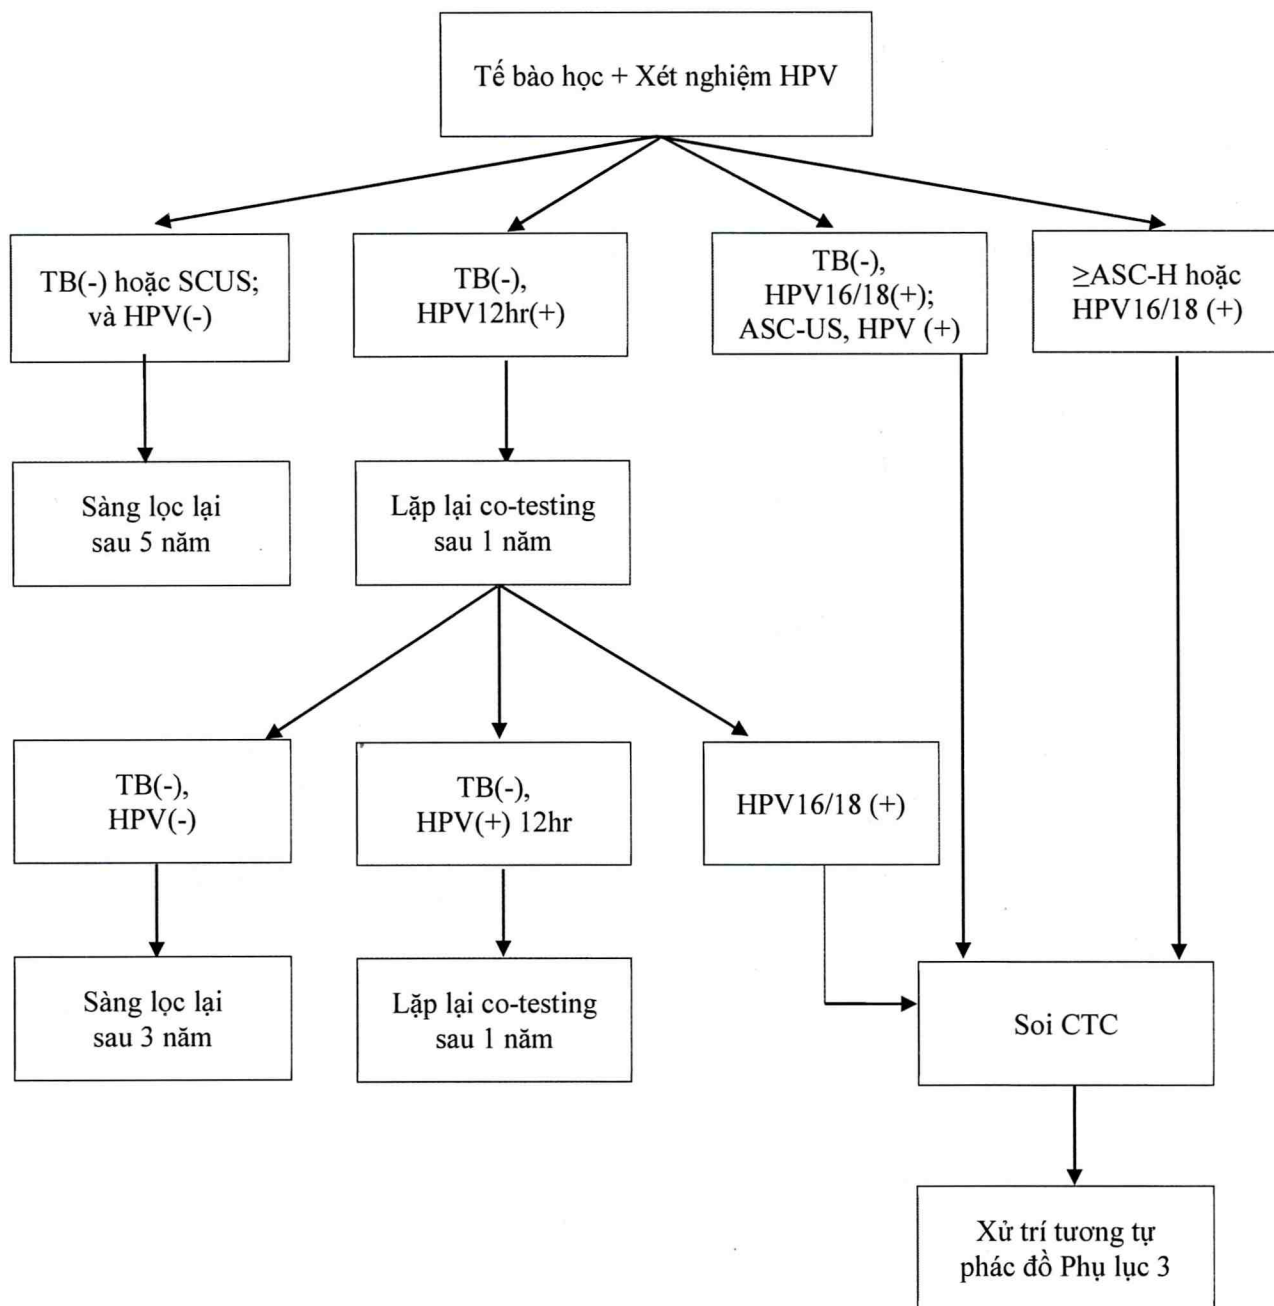 Tế bào học + Xét nghiệm HPV
TB(-) hoặc SCUS;
và HPV(-)
TB(-),
HPV12hr(+)
TB(-),
HPV16/18(+);
ASC-US, HPV (+)
≥ASC-H hoặc
HPV16/18 (+)
Sàng lọc lại
sau 5 năm
Lặp lại co-testing
sau 1 năm
TB(-),
HPV(-)
TB(-),
HPV(+) 12hr
HPV16/18 (+)
Sàng lọc lại
sau 3 năm
Lặp lại co-testing
sau 1 năm
Soi CTC
Xử trí tương tự
phác đồ Phụ lục 3